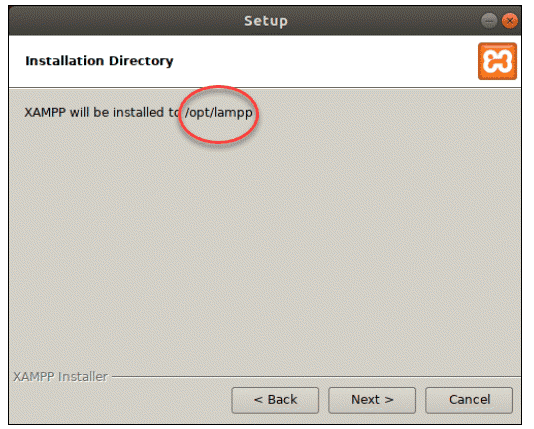 Setup
Installation Directory
XAMPP will be installed to /opt/lampp
XAMPP Installer
< Back
Next >
Cancel